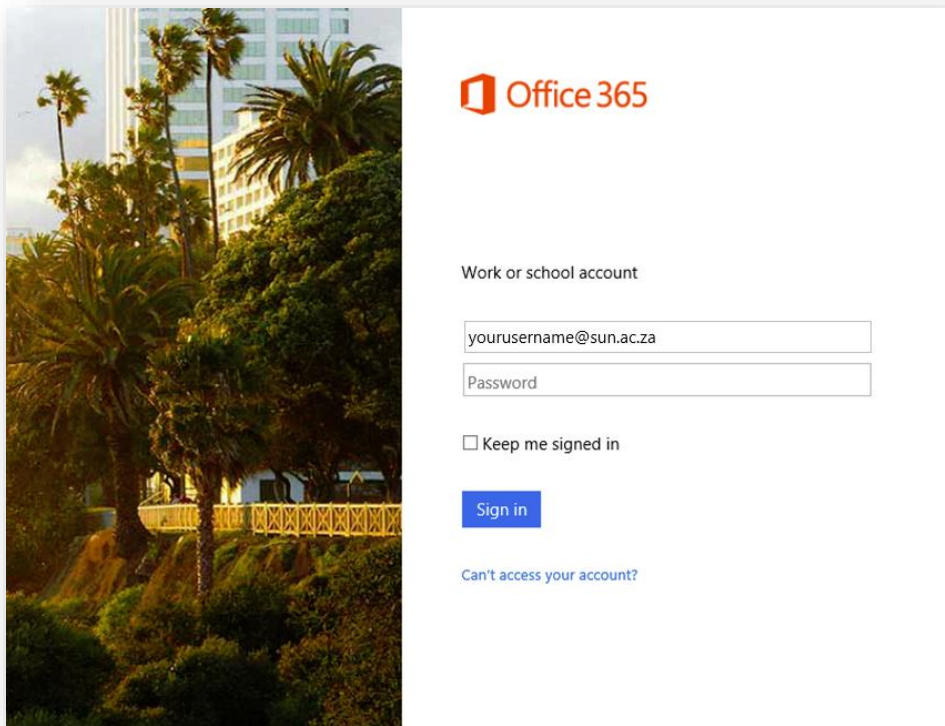 Office 365
Work or school account
yourusername@sun.ac.za
Password
Keep me signed in
Sign in
Can't access your account?